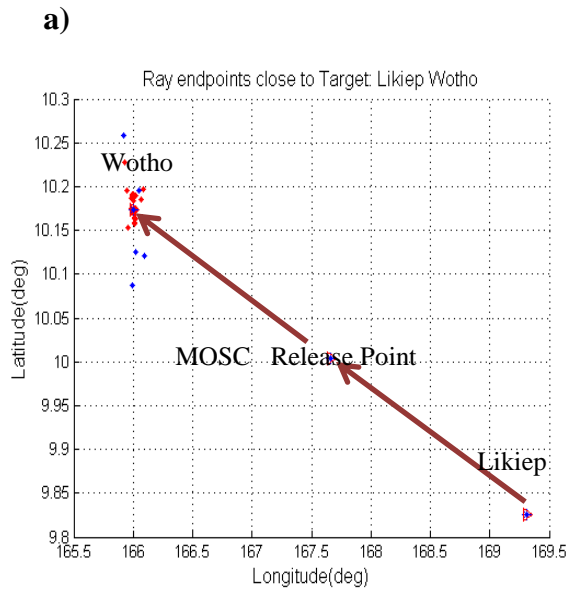 a)
Ray endpoints close to Target: Likiep Wotho
10.3
10.25
Wotho
10.2
10.15
10.1
10.05
Latitude(deg)
10
MOSC Release Point
9.95
9.9
Likiep
9.85
9.8
165.5 166 166.5 167 167.5 168 168.5 169 169.5
Longitude(deg)